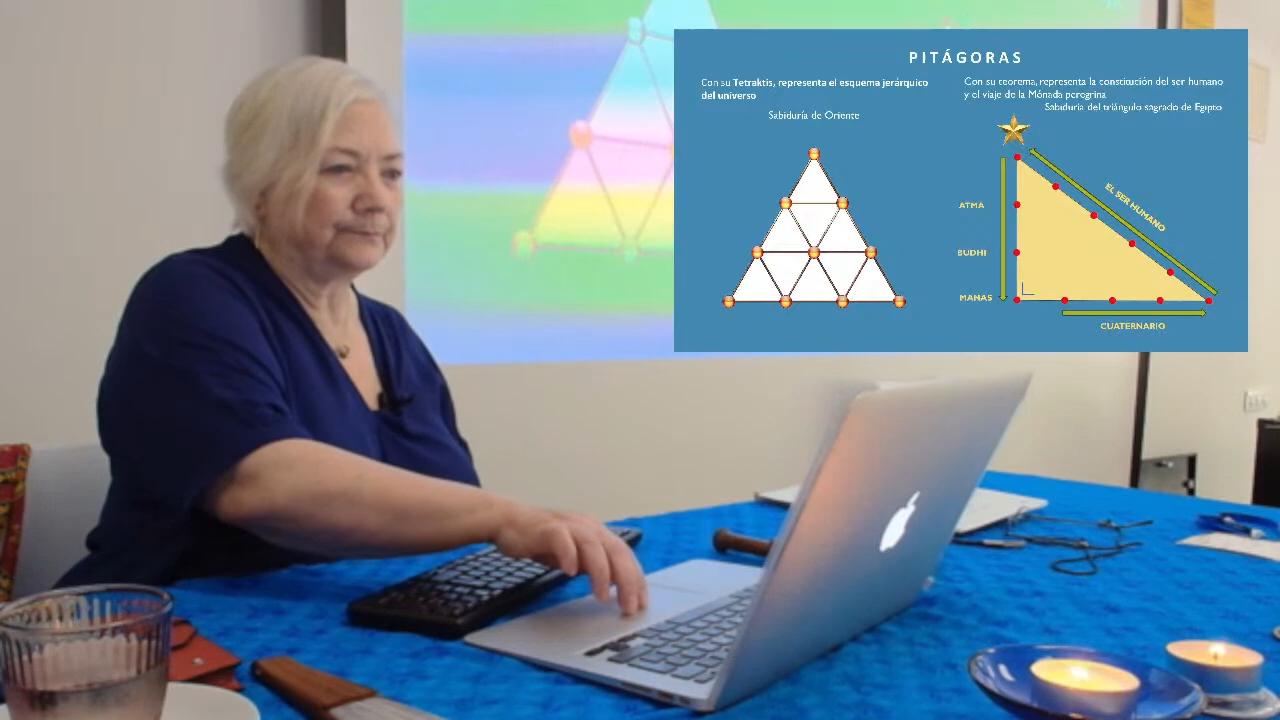 PITÁGORAS
Con su Tetraktis, representa el esquema jerárquico
del universo
Sabiduría de Oriente
Con su teorema, representa la constitución del ser humano
y el viaje de la Mónada peregrina
Sabiduría del triángulo sagrado de Egipto
ATMA
BUDHI
MANAS
EL SER HUMANO
CUATERNARIO